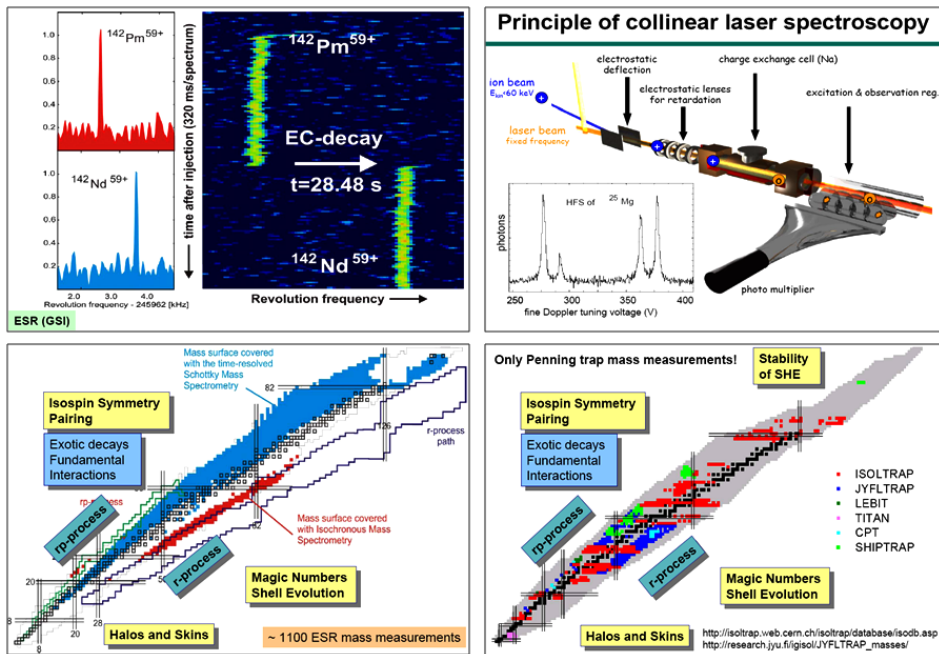 142Pm59+
1.0
0.8
0.6
0.4
0.2
142Nd59+
1.0
0.8
0.6
0.4
0.2
2.0 3.0 4.0
Revolution frequency - 245962 [kHz]
ESR (GSI)
time after injection (320 ms/spectrum)
142Pm59+
EC-decay
t=28.48 s
142Nd59+
Revolution frequency
Principle of collinear laser spectroscopy
electrostatic
deflection
charge exchange cell (Na)
ion beam
electrostatic lenses
for retardation
excitation & observation reg.
laser beam
fixed frequency
HFS of 25Mg
photons
250 300 350 400
fine Doppler tuning voltage (V)
photo multiplier
Mass surface covered
with the time-resolved
Schottky Mass
Spectrometry
82
Isospin Symmetry
Pairing
Exotic decays
Fundamental
Interactions
r-process
path
rp-process
rp-process
Mass surface covered
with Isochronous Mass
Spectrometry
r-process
20
8
8
20
28
Magic Numbers
Shell Evolution
Halos and Skins
~ 1100 ESR mass measurements
Only Penning trap mass measurements!
Stability
of SHE
Isospin Symmetry
Pairing
Exotic decays
Fundamental
Interactions
ISOLTRAP
JYFLTRAP
LEBIT
TITAN
CPT
SHIPTRAP
rp-process
r-process
Magic Numbers
Shell Evolution
Halos and Skins
http://isoltrap.web.cern.ch/isoltrap/database/isodb.asp
http://research.jyu.fi/igisol/JYFLTRAP_masses/